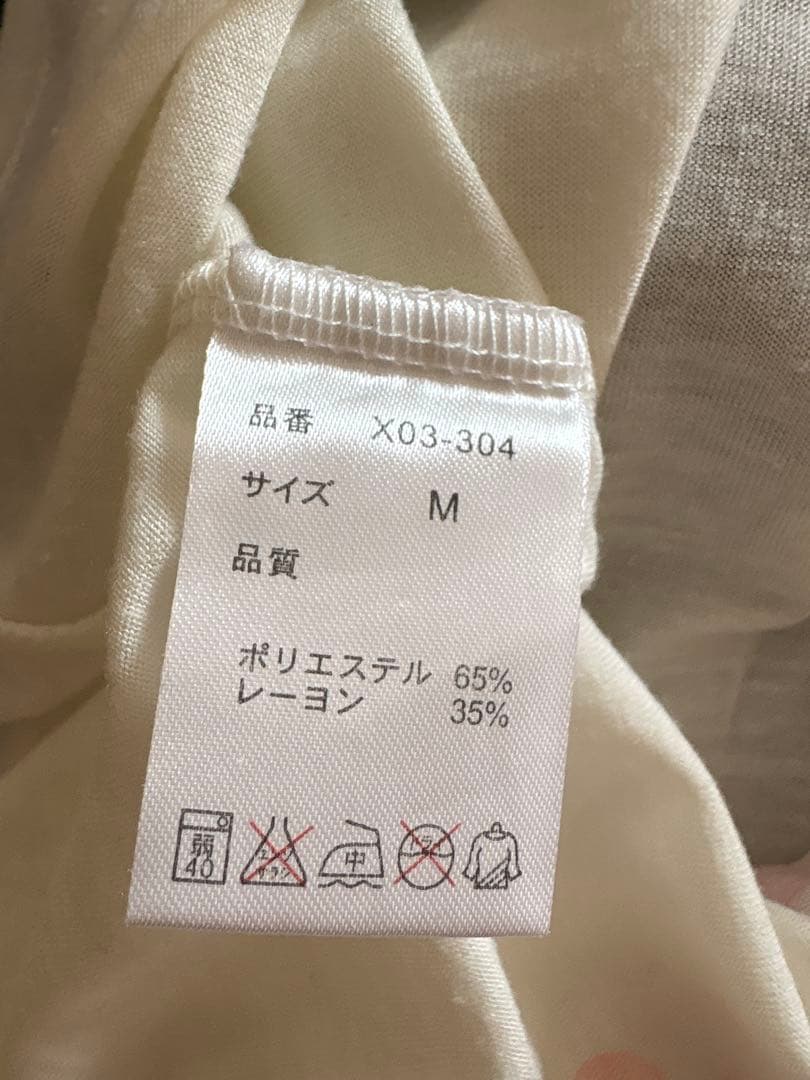 品番 X03-304
サイズ M
品質
ポリエステル 65%
レーヨン 35%
弱 40 中